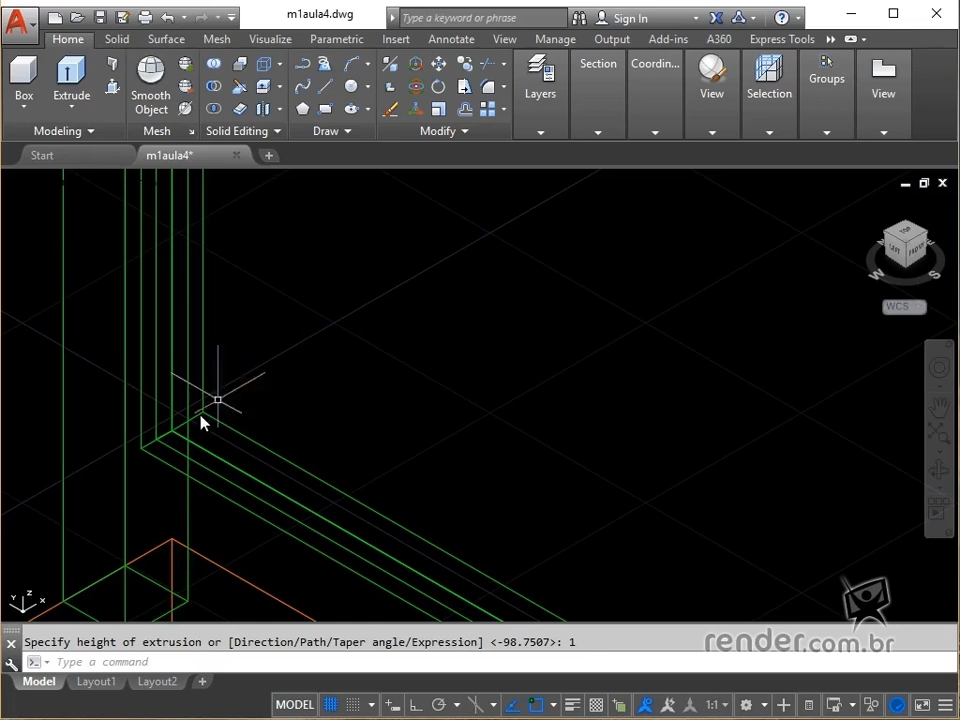 m1aula4.dwg
Type a keyword or phrase
Sign In
Home Solid Surface Mesh Visualize Parametric Insert Annotate View Manage Output Add-ins A360 Express Tools
Box Extrude Smooth Object Layers Section Coordin... View Selection Groups View
Modeling Mesh Solid Editing Draw Modify
Start m1aula4*
TOP
LEFT
W S
WCS
Y Z X
Specify height of extrusion or [Direction/Path/Taper angle/Expression] <-98.7507>: 1
Type a command
render.com.br
Model Layout1 Layout2
MODEL 1:1